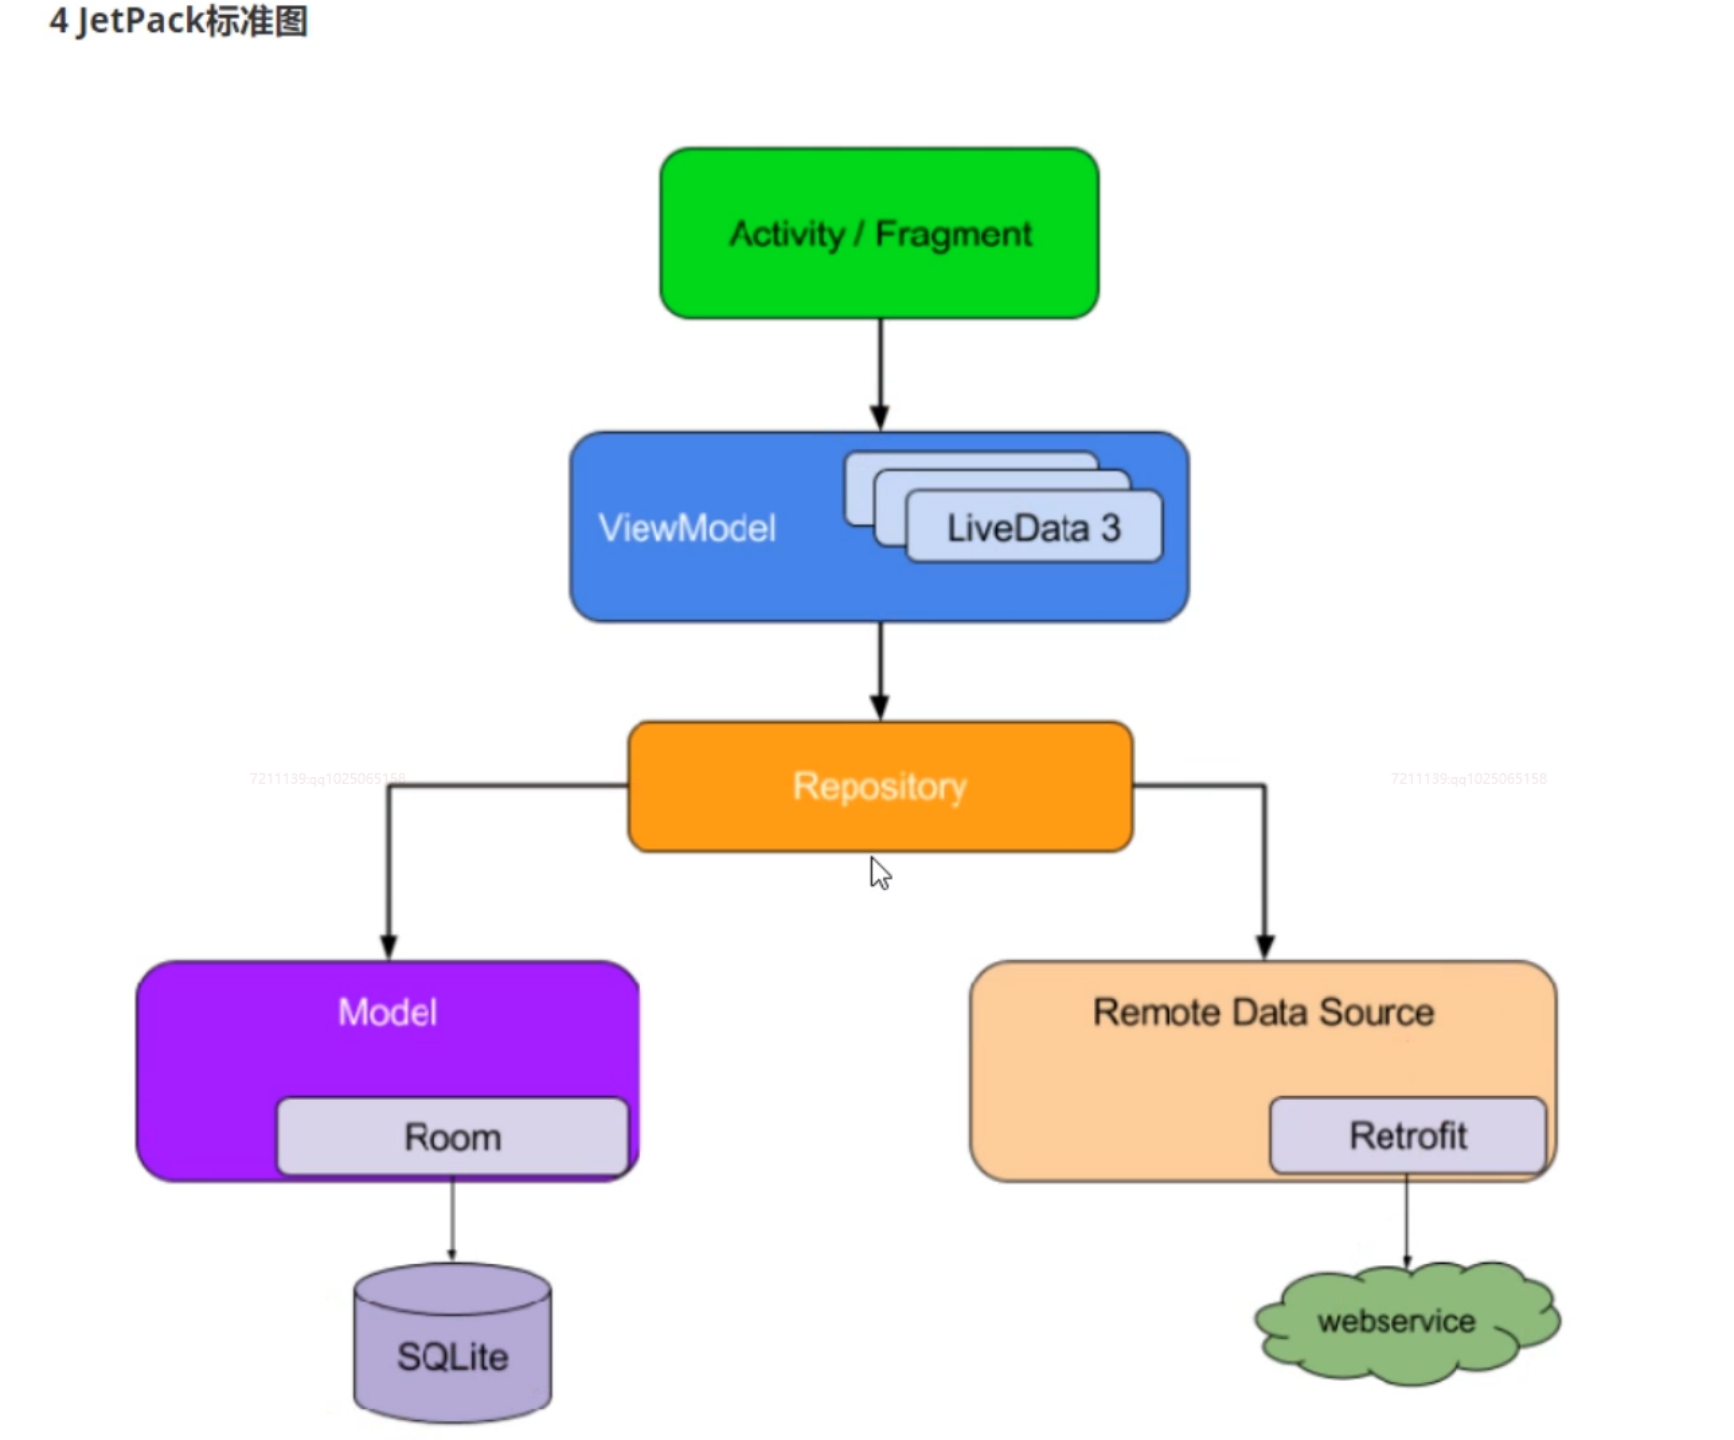 4 JetPack标准图
Activity / Fragment
ViewModel
LiveData 3
Repository
7211139:qq1025065158
7211139:qq1025065158
Model
Remote Data Source
Room
Retrofit
SQLite
webservice